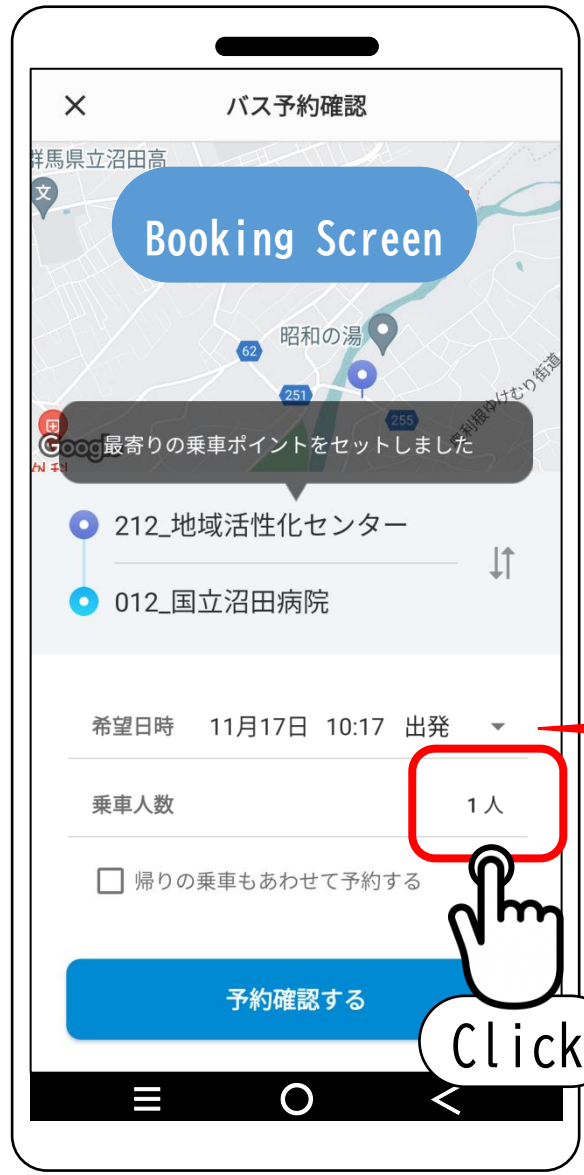 バス予約確認
群馬県立沼田高
文
Booking Screen
昭和の湯
62
251
255
利根ゆけむり街道
Google
最寄りの乗車ポイントをセットしました
212_地域活性化センター
012_国立沼田病院
希望日時 11月17日 10:17 出発
乗車人数 1人
帰りの乗車もあわせて予約する
予約確認する
Click